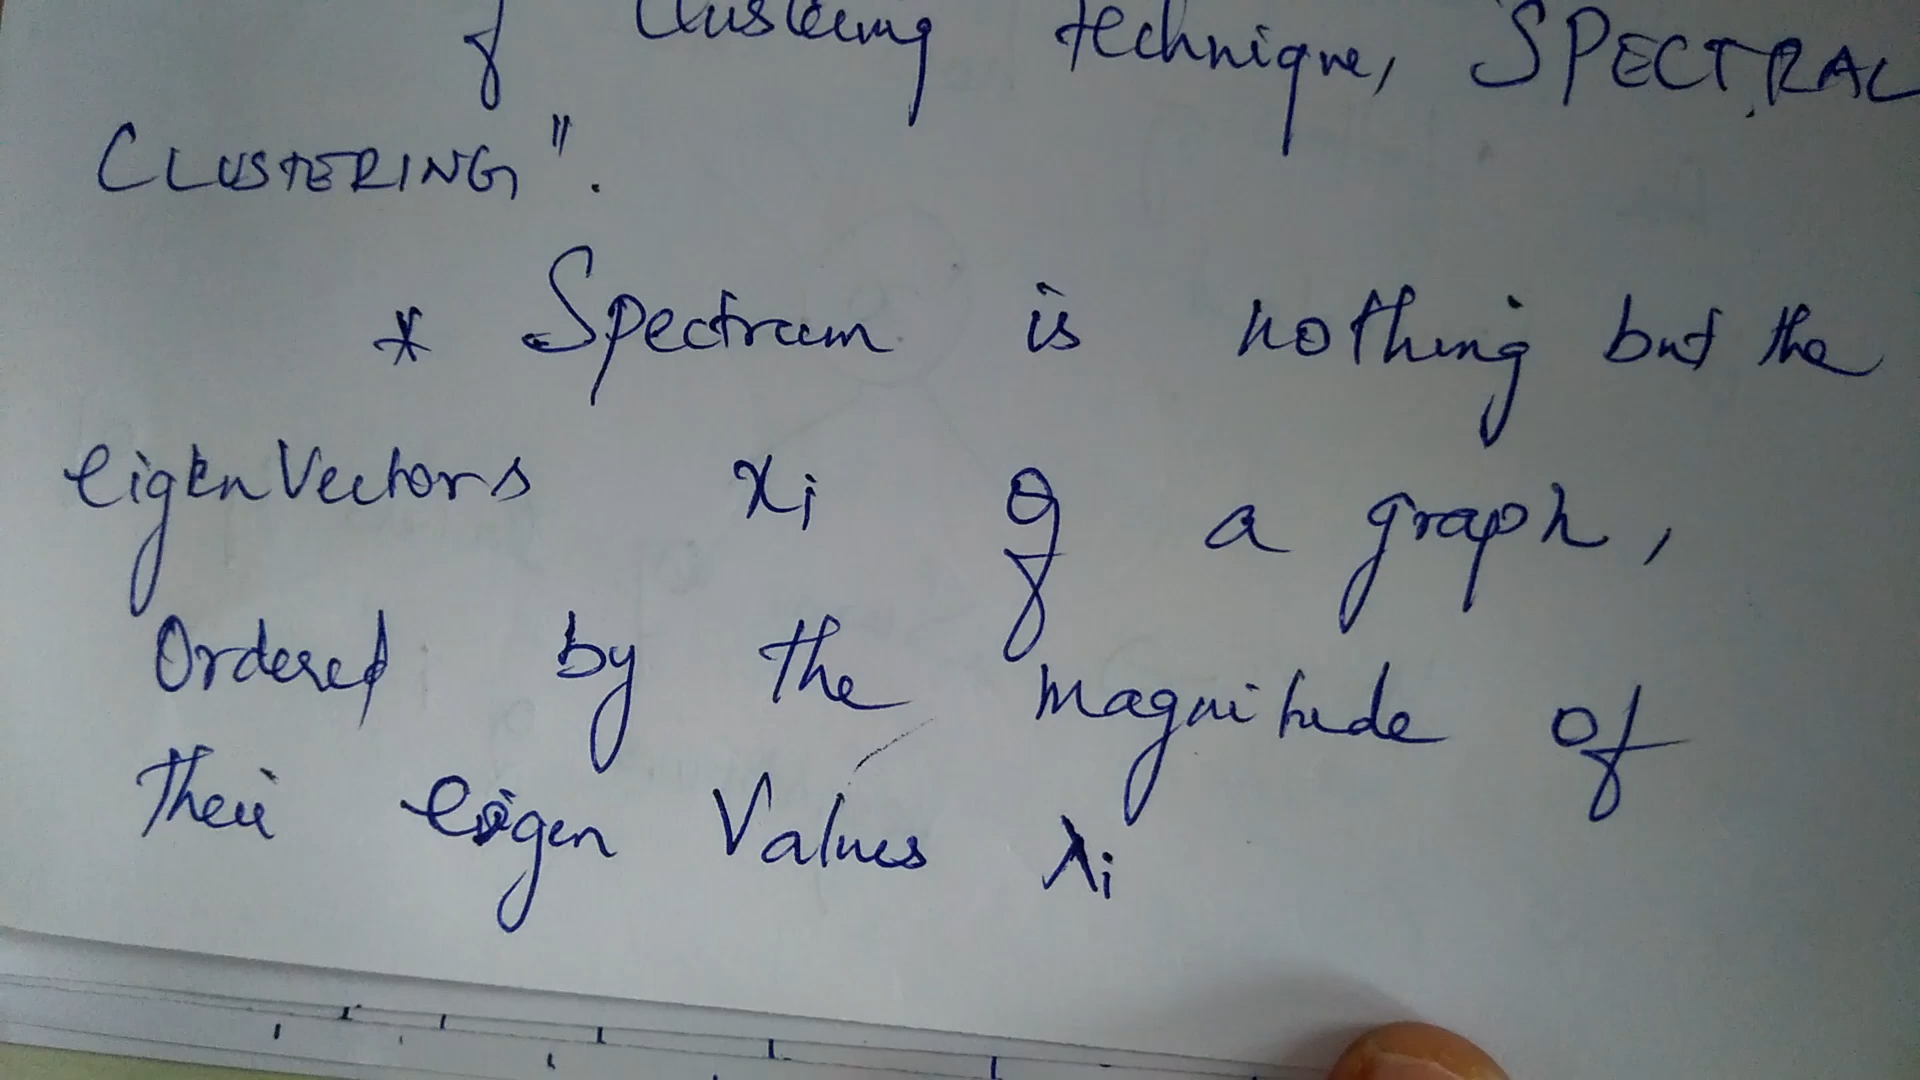 of Clustering technique, SPECTRAL
CLUSTERING".
* Spectrum is nothing but the
eigenVectors xi of a graph,
Ordered by the magnitude of
their eigen Values λi